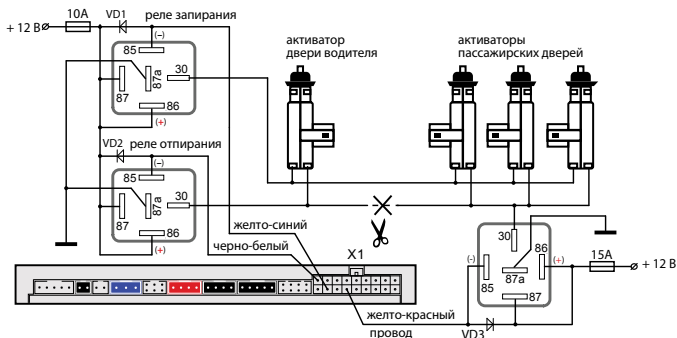 10А
VD1
реле запирания
+ 12 В
85
(–)
30
87
87а
86
(+)
VD2
реле отпирания
85
(–)
30
87
87а
86
(+)
активатор
двери водителя
активаторы
пассажирских дверей
желто-синий
черно-белый
X1
30
86
(-)
(+)
15А
+ 12 В
85
87а
87
желто-красный
провод
VD3